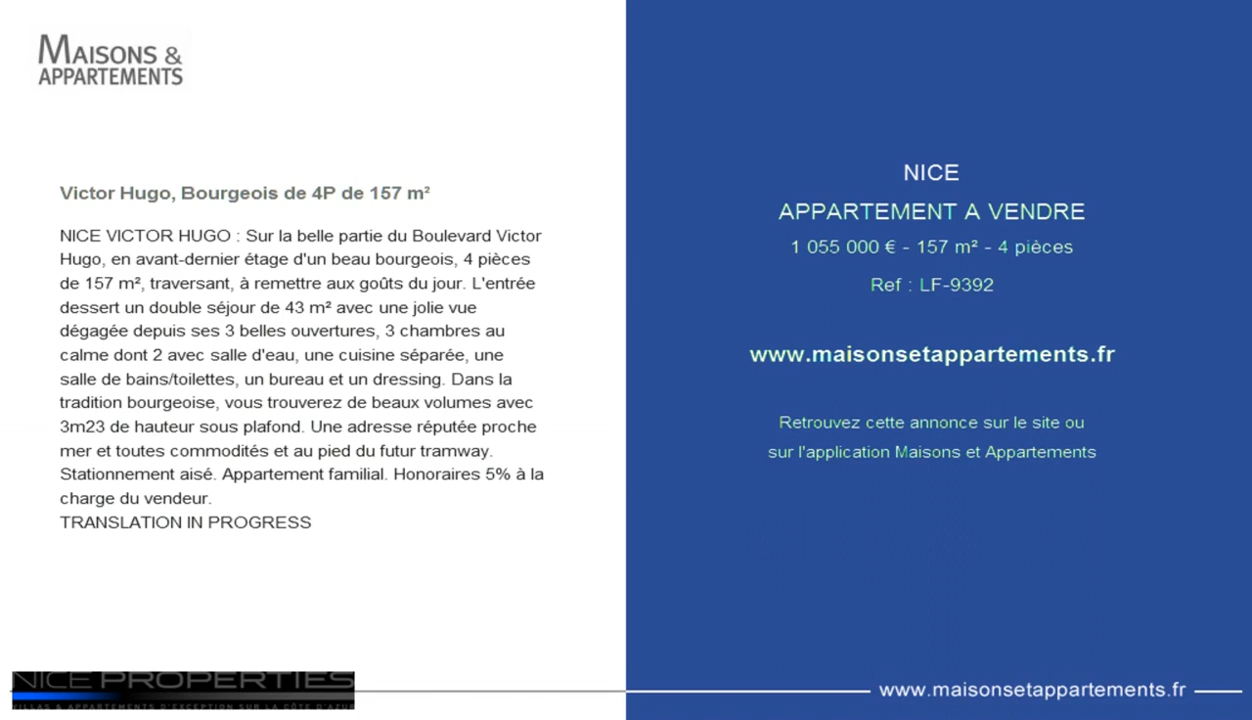 MAISONS &
APPARTEMENTS
Victor Hugo, Bourgeois de 4P de 157 m²
NICE VICTOR HUGO : Sur la belle partie du Boulevard Victor
Hugo, en avant-dernier étage d'un beau bourgeois, 4 pièces
de 157 m², traversant, à remettre aux goûts du jour. L'entrée
dessert un double séjour de 43 m² avec une jolie vue
dégagée depuis ses 3 belles ouvertures, 3 chambres au
calme dont 2 avec salle d'eau, une cuisine séparée, une
salle de bains/toilettes, un bureau et un dressing. Dans la
tradition bourgeoise, vous trouverez de beaux volumes avec
3m23 de hauteur sous plafond. Une adresse réputée proche
mer et toutes commodités et au pied du futur tramway.
Stationnement aisé. Appartement familial. Honoraires 5% à la
charge du vendeur.
TRANSLATION IN PROGRESS
NICE PROPERTIES
VILLAS & APPARTEMENTS D'EXCEPTION SUR LA CÔTE D'AZUR
NICE
APPARTEMENT A VENDRE
1 055 000 € - 157 m² - 4 pièces
Ref : LF-9392
www.maisonsetappartements.fr
Retrouvez cette annonce sur le site ou
sur l'application Maisons et Appartements
www.maisonsetappartements.fr